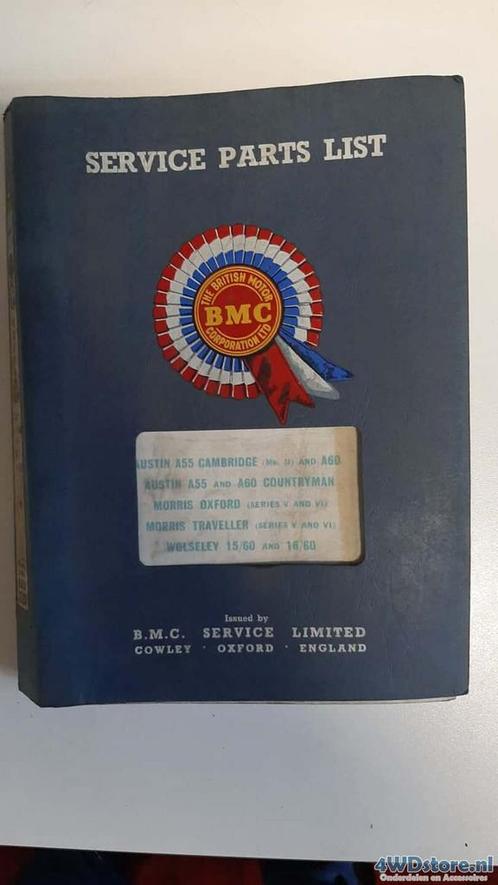 SERVICE PARTS LIST
THE BRITISH MOTOR
BMC
CORPORATION LTD
AUSTIN A55 CAMBRIDGE (Mk. II) AND A60
AUSTIN A55 AND A60 COUNTRYMAN
MORRIS OXFORD (SERIES V AND VI)
MORRIS TRAVELLER (SERIES V AND VI)
WOLSELEY 15/60 AND 16/60
Issued by
B.M.C. SERVICE LIMITED
COWLEY · OXFORD · ENGLAND
4WDstore.nl
Onderdelen en Accessoires